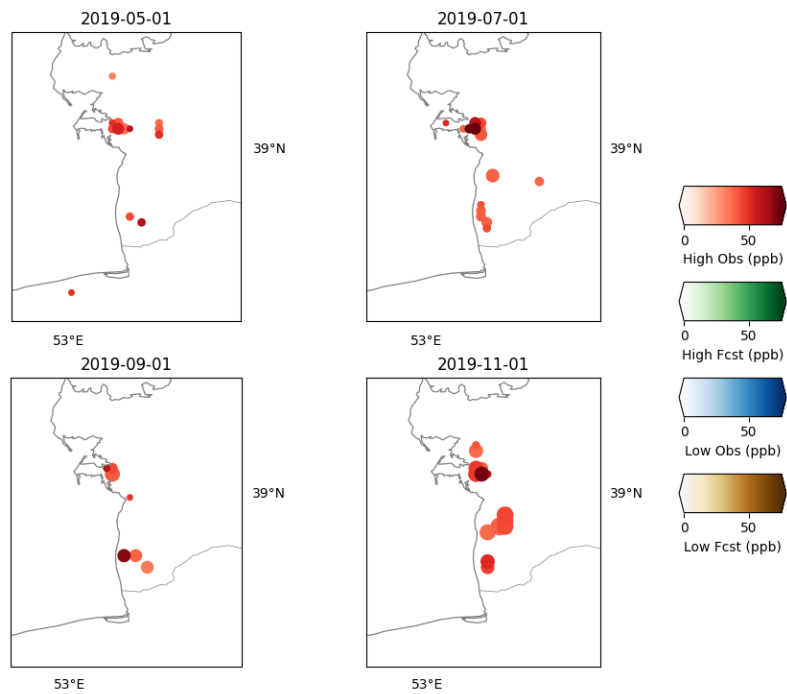 2019-05-01
2019-07-01
39°N
39°N
53°E
53°E
2019-09-01
2019-11-01
39°N
39°N
53°E
53°E
0 50
High Obs (ppb)
0 50
High Fcst (ppb)
0 50
Low Obs (ppb)
0 50
Low Fcst (ppb)